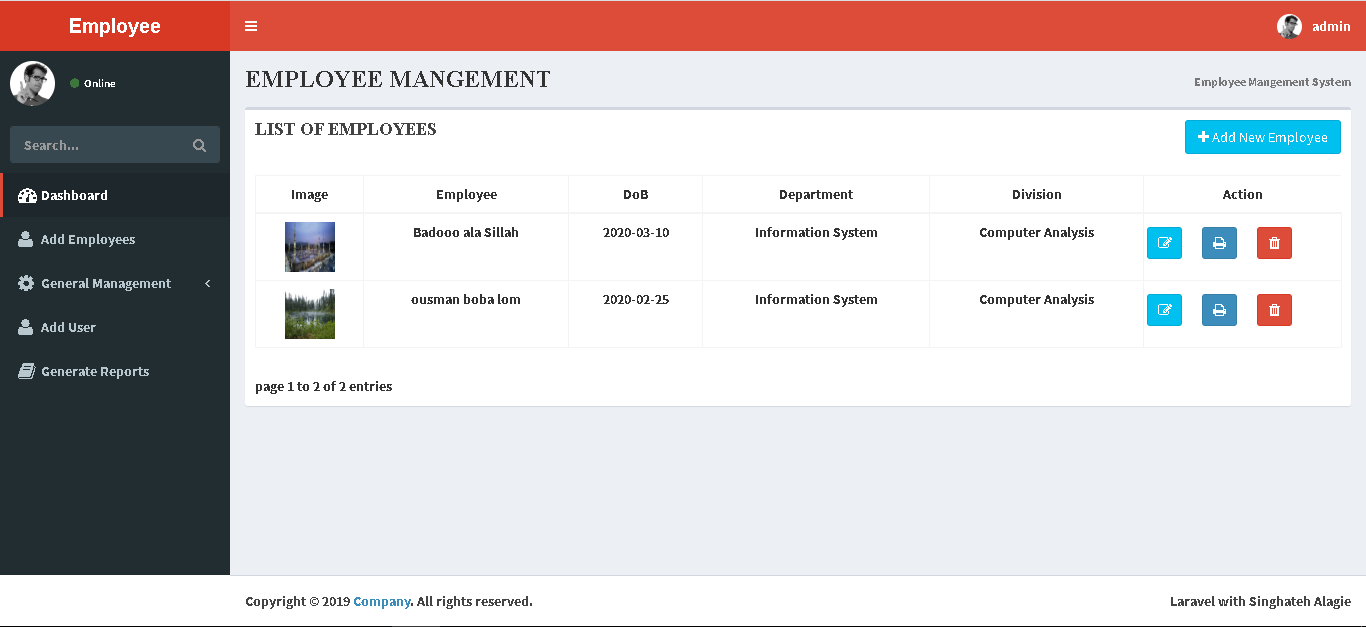 Employee
admin
Online
Search...
Dashboard
Add Employees
General Management
Add User
Generate Reports
EMPLOYEE MANGEMENT
Employee Mangement System
LIST OF EMPLOYEES
Add New Employee
Image Employee DoB Department Division Action
Badooo ala Sillah 2020-03-10 Information System Computer Analysis
ousman boba lom 2020-02-25 Information System Computer Analysis
page 1 to 2 of 2 entries
Copyright © 2019 Company. All rights reserved.
Laravel with Singhateh Alagie